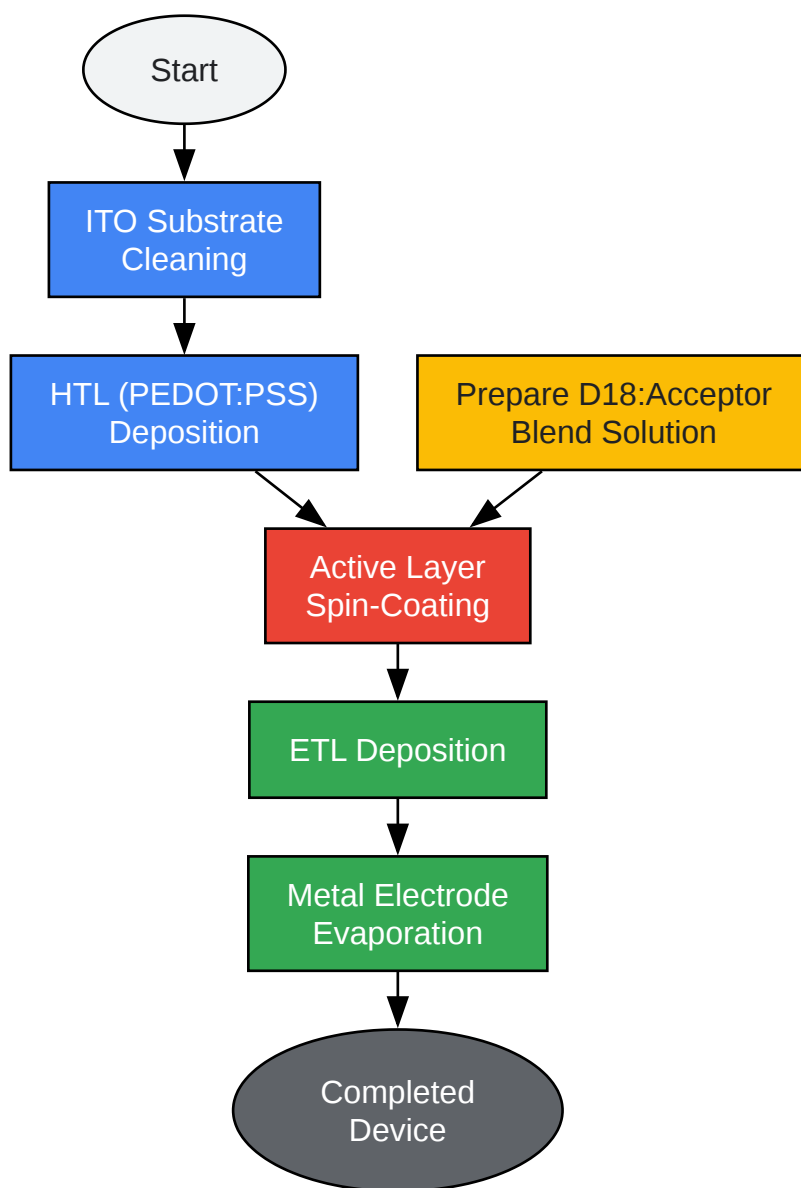 Start
ITO Substrate
Cleaning
HTL (PEDOT:PSS)
Deposition
Prepare D18:Acceptor
Blend Solution
Active Layer
Spin-Coating
ETL Deposition
Metal Electrode
Evaporation
Completed
Device